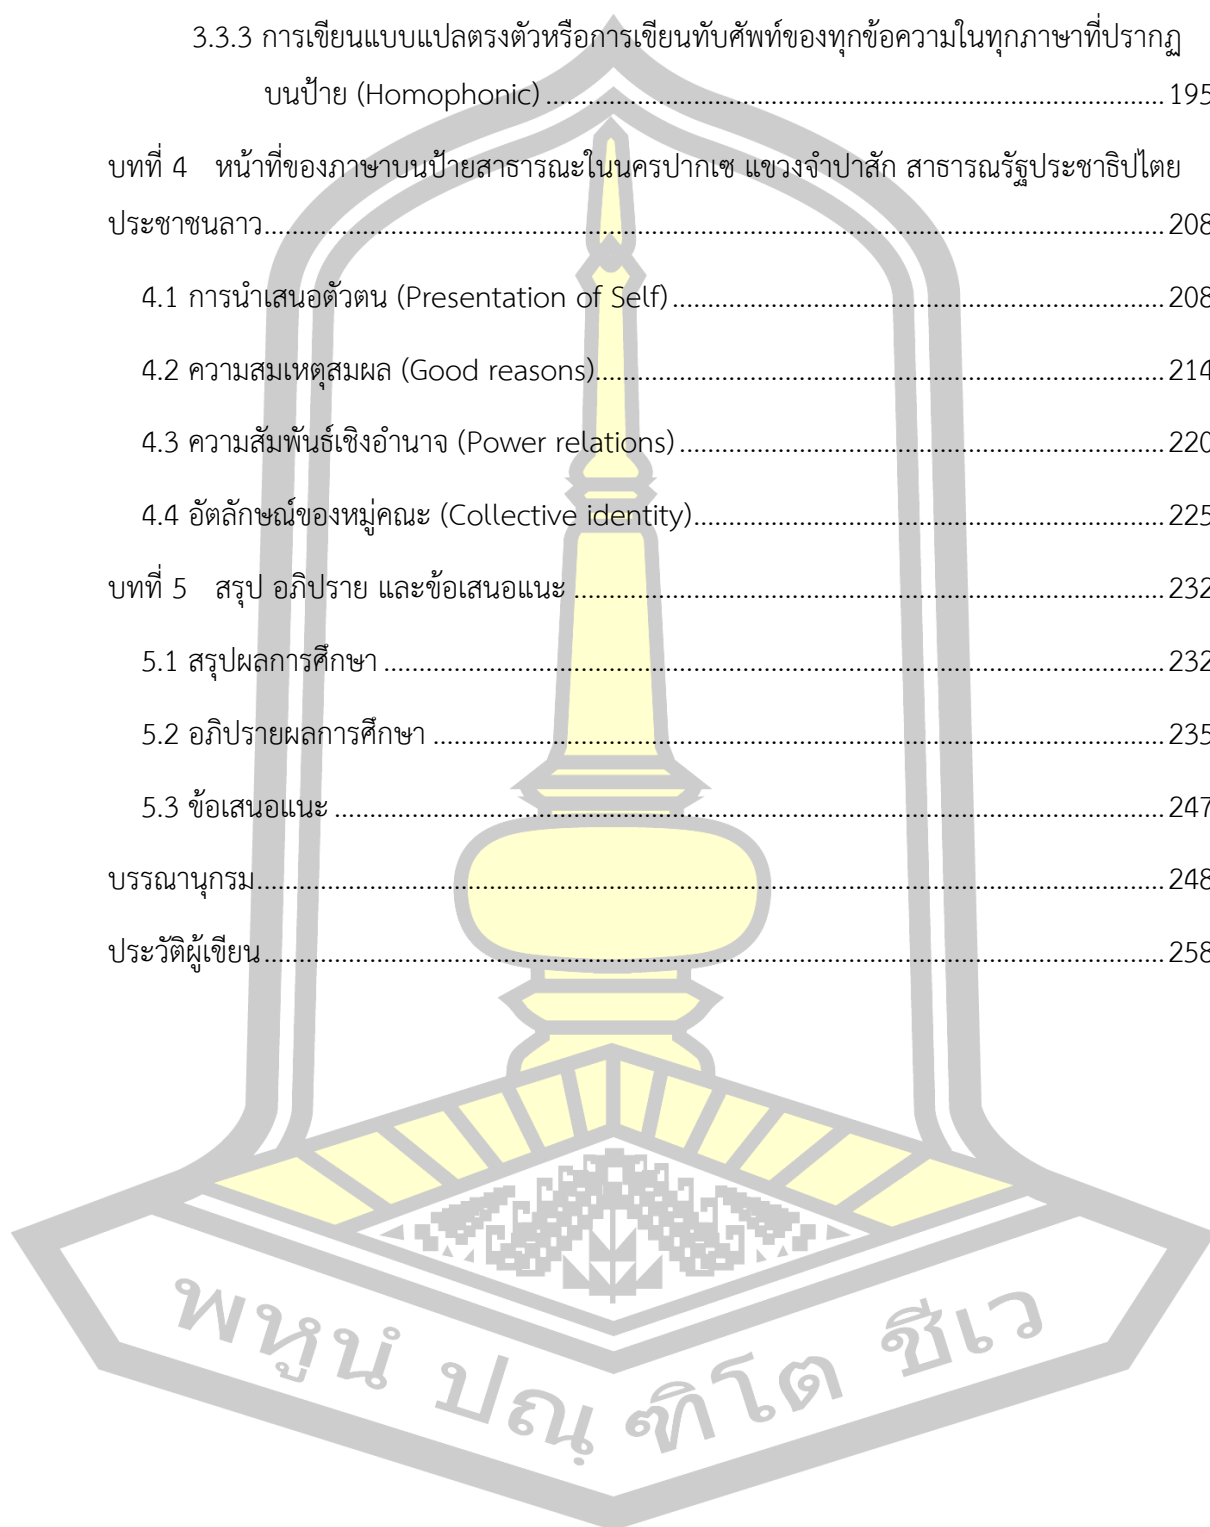 3.3.3 การเขียนแบบแปลตรงตัวหรือการเขียนทับศัพท์ของทุกข้อความในทุกภาษาที่ปรากฏ
บนป้าย (Homophonic) ........................................................................................................ 195
บทที่ 4 หน้าที่ของภาษาบนป้ายสาธารณะในนครปากเซ แขวงจำปาสัก สาธารณรัฐประชาธิปไตย
ประชาชนลาว........................................................................................................ 208
4.1 การนำเสนอตัวตน (Presentation of Self) ........................................................................ 208
4.2 ความสมเหตุสมผล (Good reasons)........................................................................ 214
4.3 ความสัมพันธ์เชิงอำนาจ (Power relations) ........................................................................ 220
4.4 อัตลักษณ์ของหมู่คณะ (Collective identity)........................................................................ 225
บทที่ 5 สรุป อภิปราย และข้อเสนอแนะ ........................................................................ 232
5.1 สรุปผลการศึกษา ........................................................................ 232
5.2 อภิปรายผลการศึกษา ........................................................................ 235
5.3 ข้อเสนอแนะ ........................................................................ 247
บรรณานุกรม........................................................................ 248
ประวัติผู้เขียน ........................................................................ 258
พหูนํ ปณฺฑิโต ชีเว